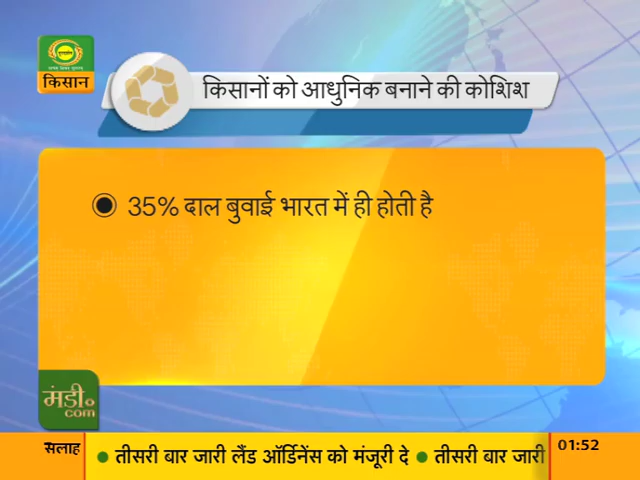 किसान
किसानों को आधुनिक बनाने की कोशिश
35% दाल बुवाई भारत में ही होती है
मंडी.
com
सलाह
तीसरी बार जारी लैंड ऑर्डिनेंस को मंजूरी दे ● तीसरी बार जारी
01:52